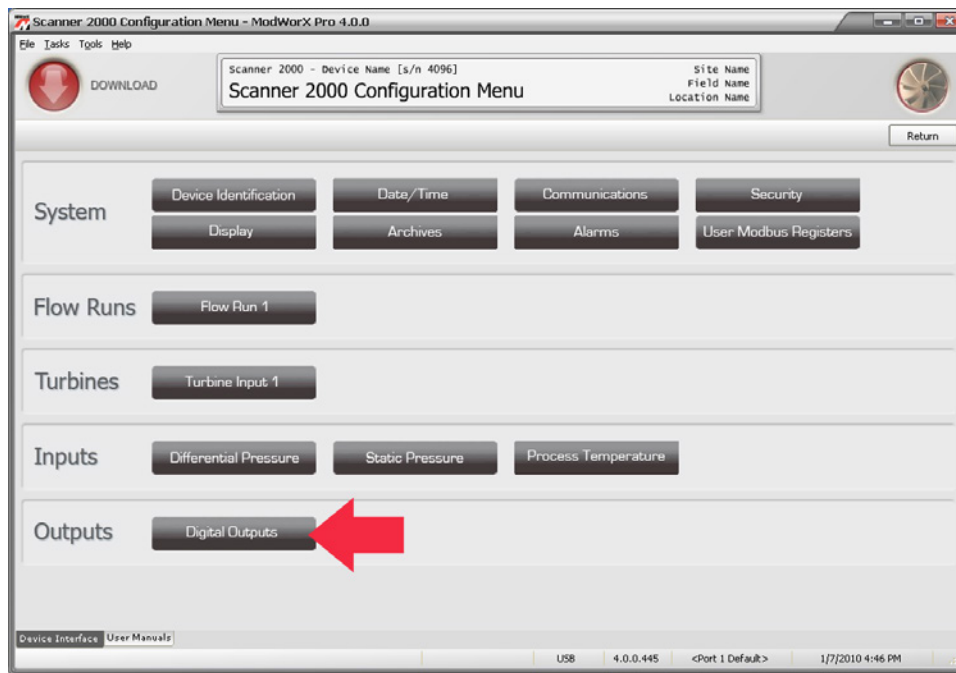 Scanner 2000 Configuration Menu - ModWorX Pro 4.0.0
File Tasks Tools Help
DOWNLOAD
Scanner 2000 - Device Name [s/n 4096]
Scanner 2000 Configuration Menu
Site Name
Field Name
Location Name
Return
System
Device Identification
Date/Time
Communications
Security
Display
Archives
Alarms
User Modbus Registers
Flow Runs
Flow Run 1
Turbines
Turbine Input 1
Inputs
Differential Pressure
Static Pressure
Process Temperature
Outputs
Digital Outputs
Device Interface User Manuals
USB 4.0.0.445 <Port 1 Default> 1/7/2010 4:46 PM